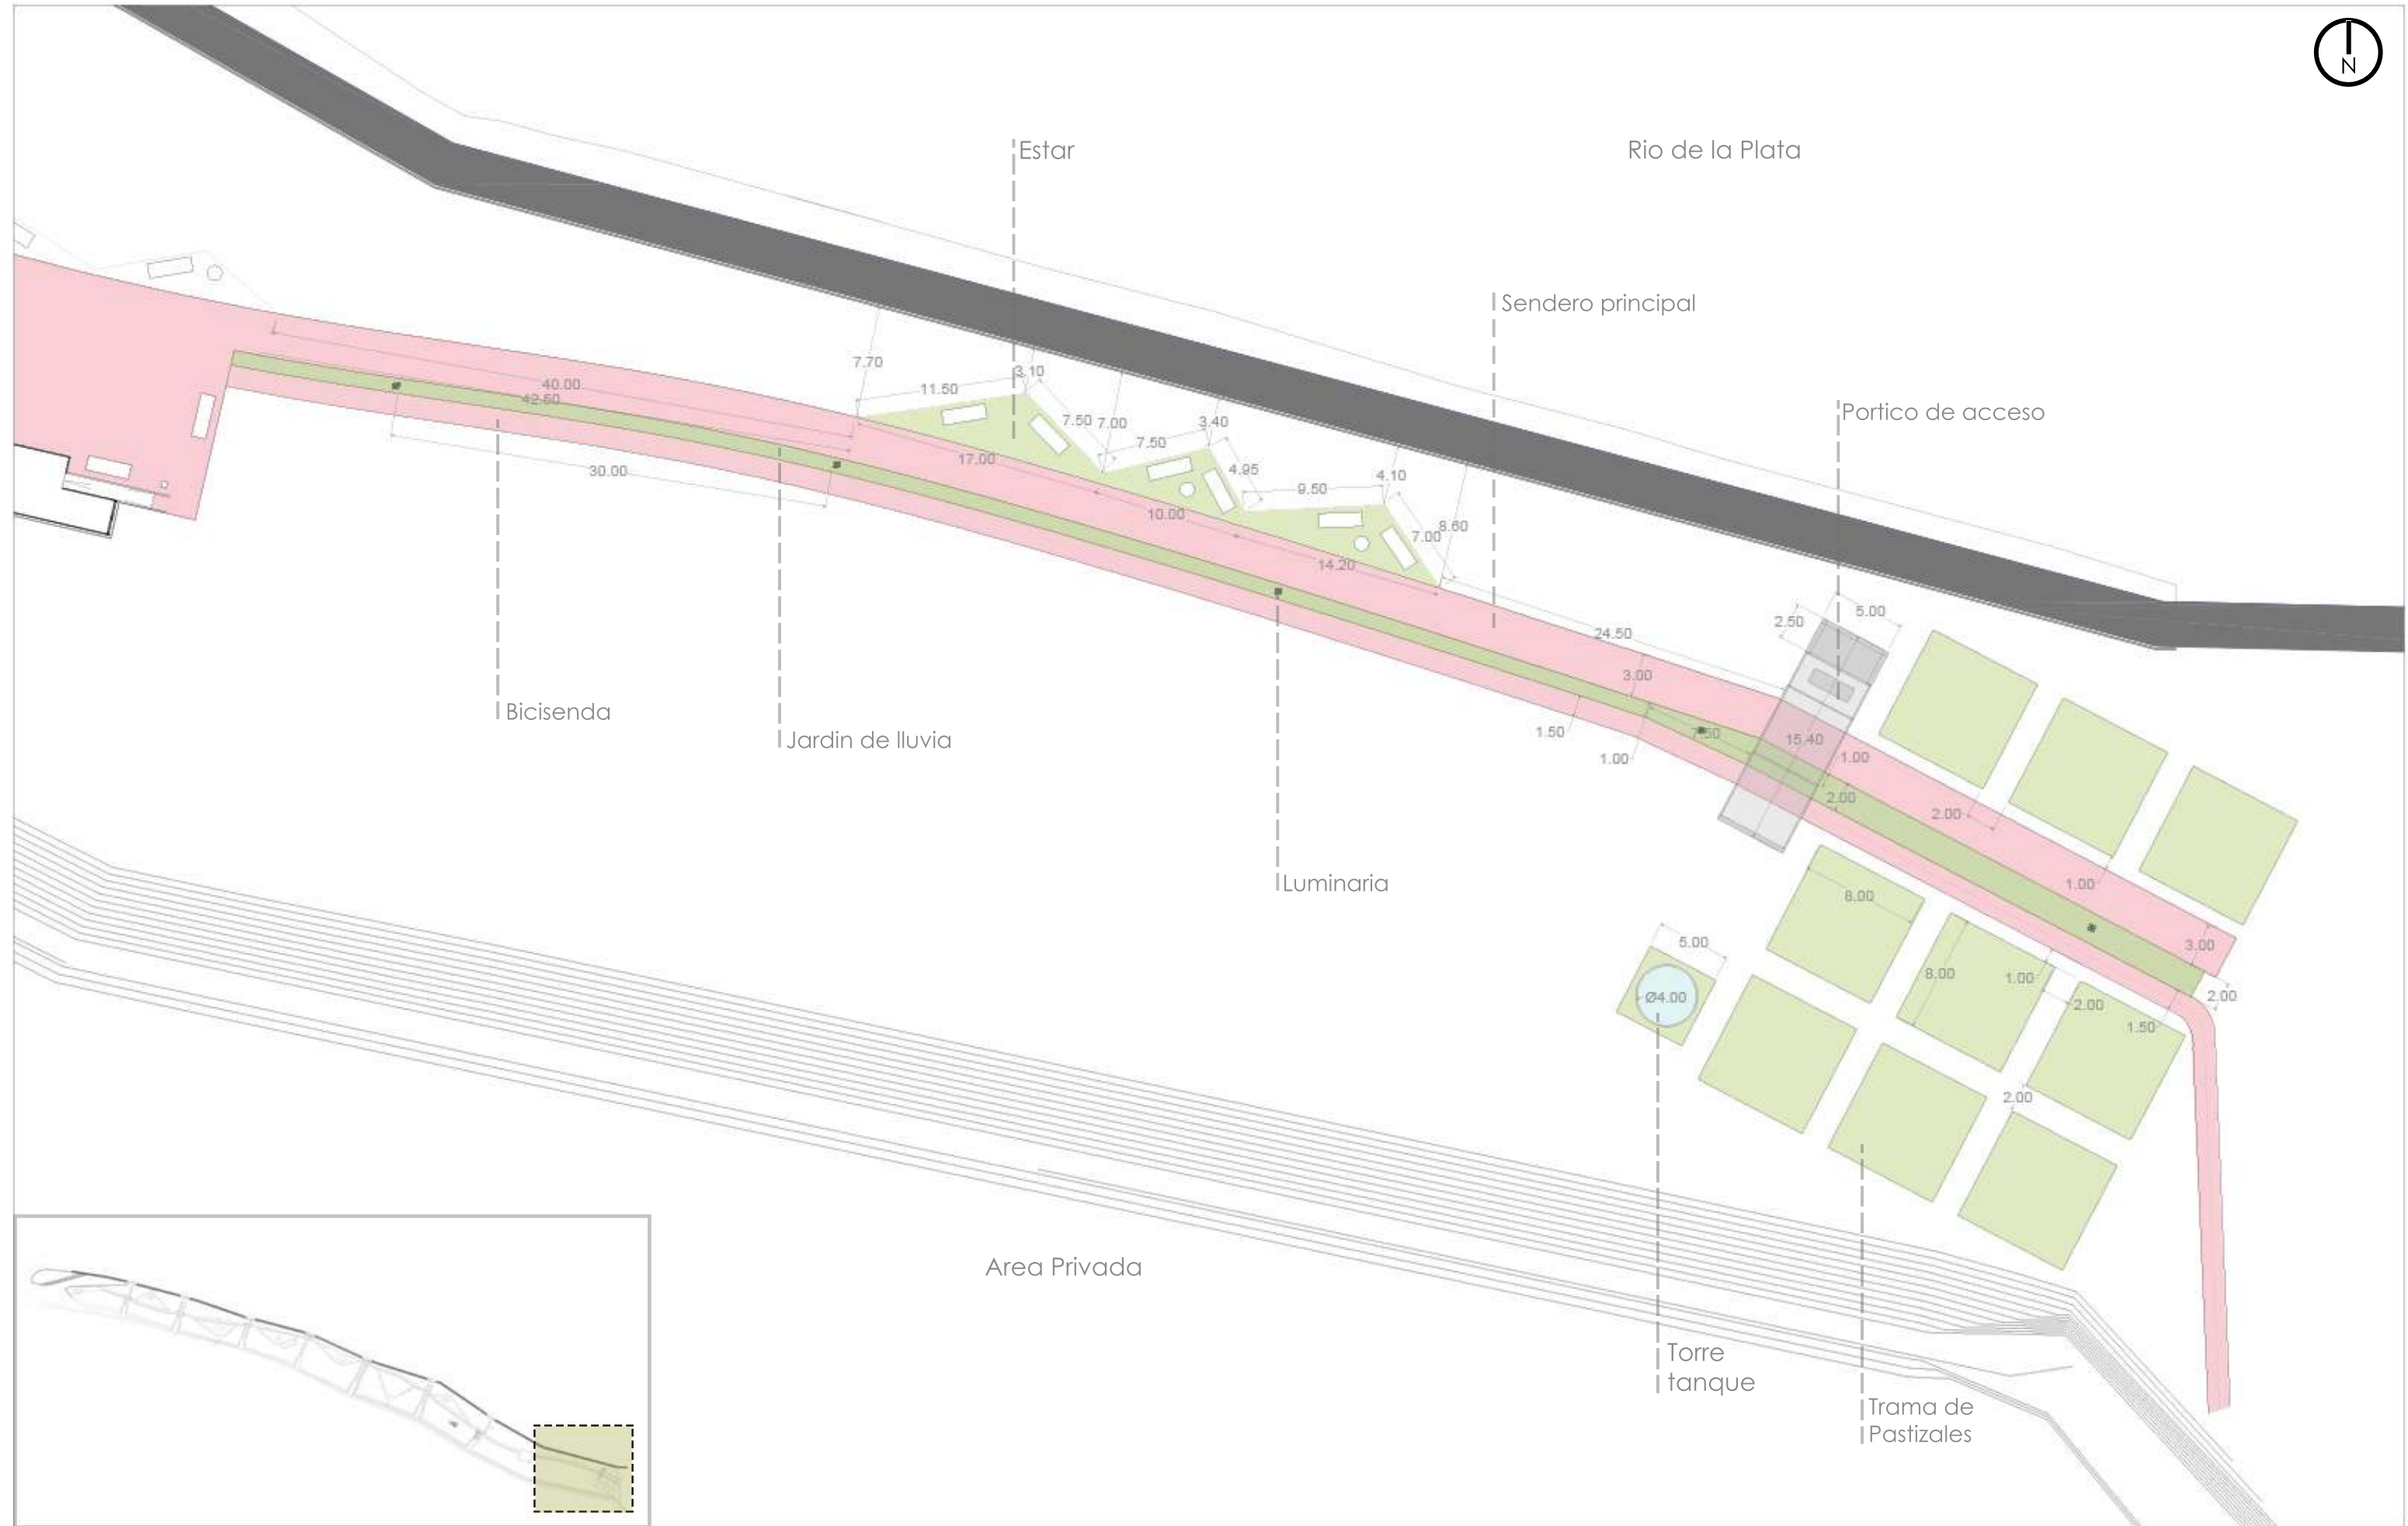 N
Estar
Rio de la Plata
Sendero principal
7.70
3.10
11.50
40.00
42.50
Portico de acceso
7.50
7.00
3.40
7.50
17.00
30.00
4.95
4.10
9.50
10.00
8.60
7.00
14.20
5.00
2.50
24.50
3.00
Bicisenda
1.50
7.50
15.40
Jardin de lluvia
1.00
1.00
2.00
2.00
Luminaria
1.00
8.00
5.00
3.00
8.00
1.00
Ø4.00
2.00
2.00
1.50
2.00
Area Privada
Torre
tanque
Trama de
Pastizales